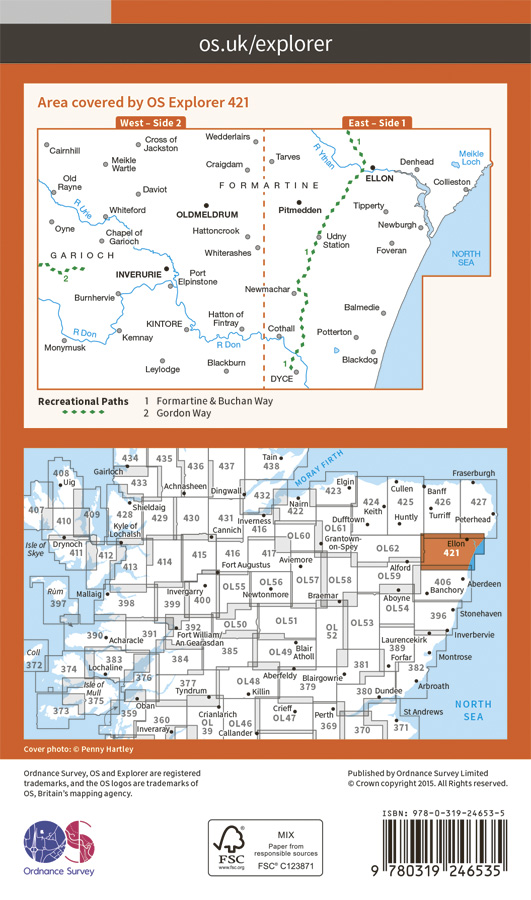 os.uk/explorer
Area covered by OS Explorer 421
West – Side 2
East – Side 1
Cairnhill
Cross of
Jackston
Wedderlairs
R Ythan
1
Meikle
Wartle
Craigdam
Tarves
Denhead
Meikle
Loch
Old
Rayne
FORMARTINE
ELLON
Collieston
R Urie
Daviot
Whiteford
OLDMELDRUM
Pitmedden
Tipperty
Oyne
Chapel of
Garioch
Hattoncrook
Udny
Station
Newburgh
GARIOCH
Whiterashes
1
Foveran
NORTH
SEA
2
INVERURIE
Port
Elpinstone
Burnhervie
Newmachar
KINTORE
Hatton of
Fintray
Balmedie
R Don
Kemnay
Cothall
Potterton
Monymusk
R Don
Leylodge
Blackburn
1
DYCE
Blackdog
Recreational Paths
1 Formartine & Buchan Way
2 Gordon Way
434
435
436
437
Tain
438
MORAY FIRTH
Fraserburgh
408
Uig
Gairloch
433
Achnasheen
Dingwall
432
Nairn
422
Elgin
423
Cullen
Banff
424
425
426
427
407
409
410
428
Shieldaig
429
430
431
Inverness
Keith
Turriff
Kyle of
Lochalsh
Cannich
OL60
OL61
Dufftown
Huntly
Peterhead
Isle of
Skye
Drynoch
411
412
413
414
415
416
417
Grantown-
on-Spey
OL62
Ellon
421
Fort Augustus
Aviemore
Alford
Rùm
397
Mallaig
398
Invergarry
399
400
OL55
OL56
Newtonmore
OL57
OL58
OL59
406
Aberdeen
Banchory
Braemar
Aboyne
OL54
390
Acharacle
391
392
Fort William/
An Gearasdan
OL50
OL51
OL
52
OL53
396
Stonehaven
Coll
372
374
383
Lochaline
384
385
OL49
Blair
Atholl
Laurencekirk
389
Inverbervie
Forfar
Montrose
Isle of
Mull
375
376
377
Tyndrum
OL48
Killin
Aberfeldy
379
Blairgowrie
381
382
380
Dundee
Arbroath
373
359
Oban
360
Inveraray
Crianlarich
OL
39
OL46
Callander
Crieff
OL47
Perth
369
370
371
St Andrews
NORTH
SEA
Cover photo: © Penny Hartley
Ordnance Survey, OS and Explorer are registered
trademarks, and the OS logos are trademarks of
OS, Britain's mapping agency.
Published by Ordnance Survey Limited
© Crown copyright 2015. All Rights reserved.
OS
Ordnance Survey
FSC
www.fsc.org
MIX
Paper from
responsible sources
FSC® C123871
ISBN: 978-0-319-24653-5
9 780319 246535